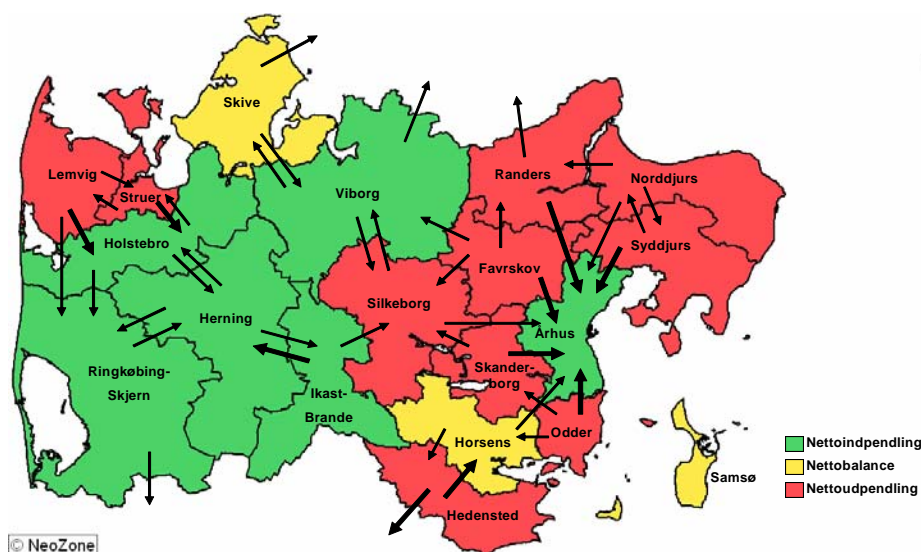 Skive
Lemvig
Struer
Viborg
Randers
Norddjurs
Holstebro
Syddjurs
Favrskov
Silkeborg
Herning
Århus
Ringkøbing-
Skjern
Skander-
borg
Ikast-
Brande
Horsens
Odder
Samsø
Hedensted
Nettoindpendling
Nettobalance
Nettoudpendling
© NeoZone